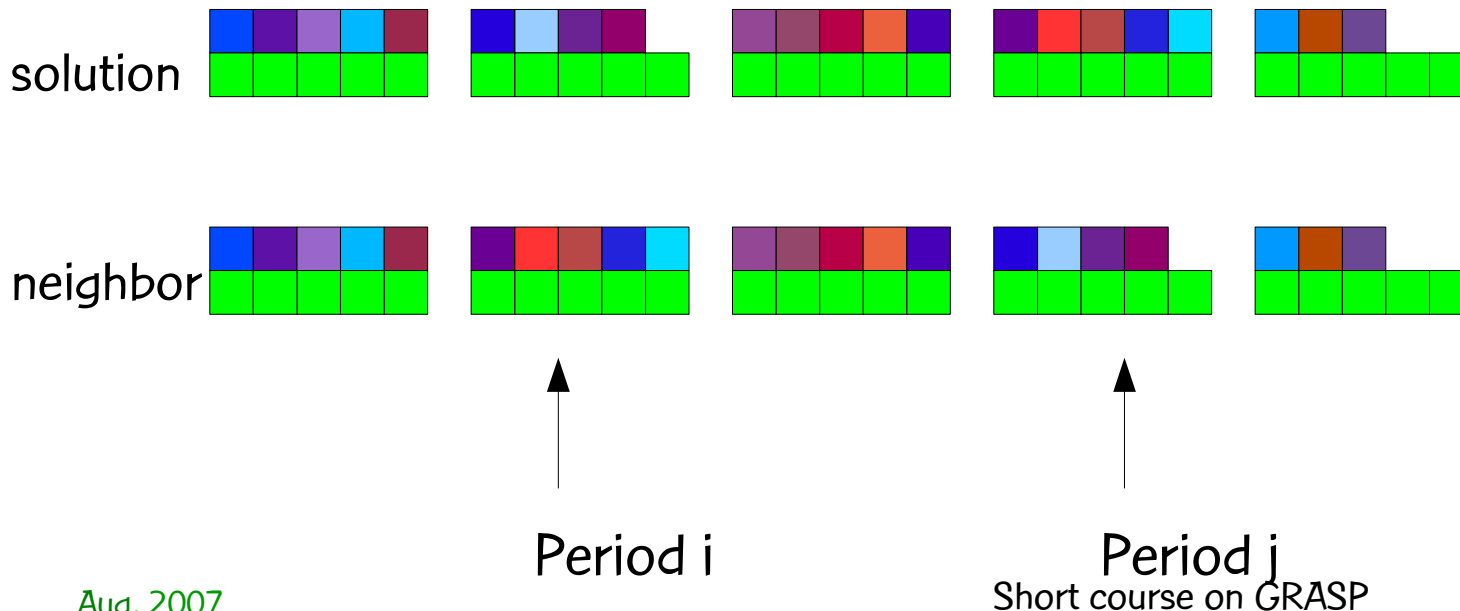 solution
neighbor
Period i
Period j
Aug. 2007
Short course on GRASP